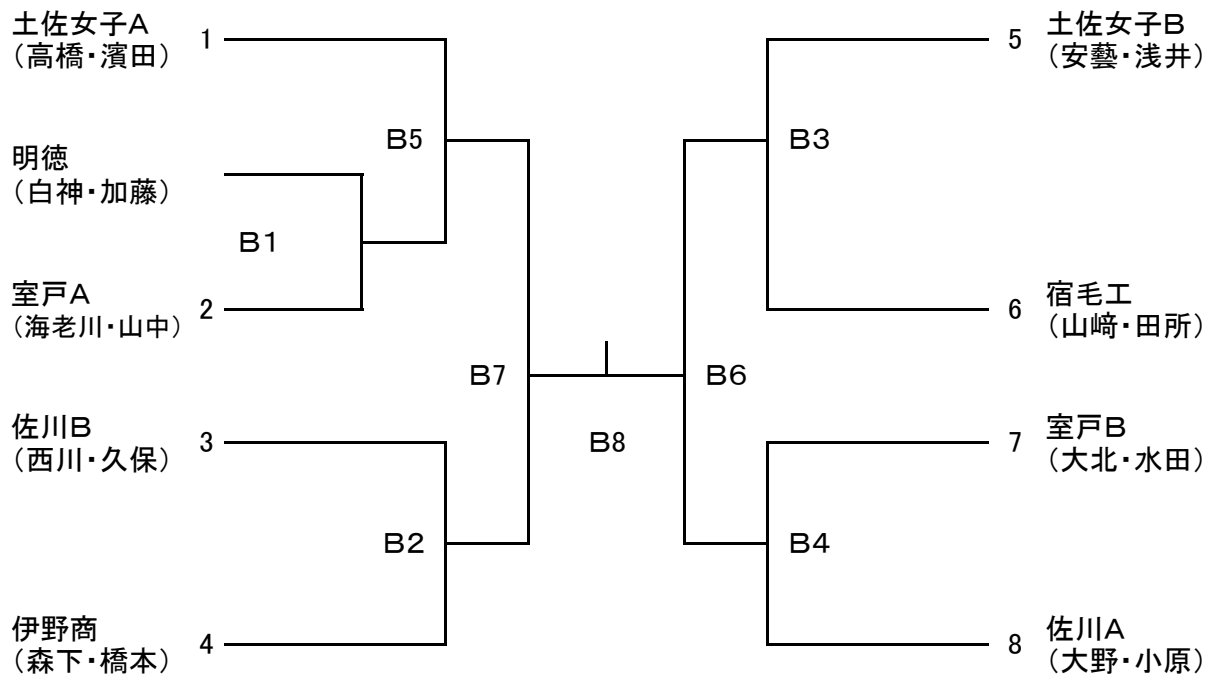 土佐女子A
(高橋・濱田)
1
B5
明徳
(白神・加藤)
B1
室戸A
(海老川・山中)
2
B7
佐川B
(西川・久保)
3
B2
伊野商
(森下・橋本)
4
B8
5
土佐女子B
(安藝・浅井)
B3
6
宿毛工
(山﨑・田所)
B6
7
室戸B
(大北・水田)
B4
8
佐川A
(大野・小原)